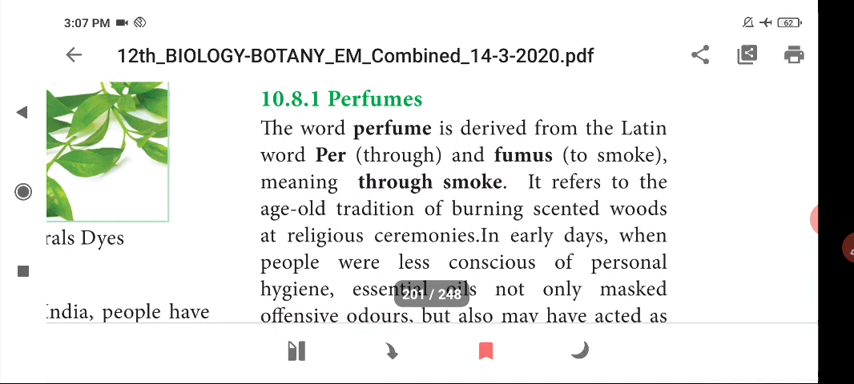 3:07 PM
62
12th_BIOLOGY-BOTANY_EM_Combined_14-3-2020.pdf
rals Dyes
India, people have
10.8.1 Perfumes
The word perfume is derived from the Latin
word Per (through) and fumus (to smoke),
meaning through smoke. It refers to the
age-old tradition of burning scented woods
at religious ceremonies.In early days, when
people were less conscious of personal
hygiene, essential oils not only masked
offensive odours, but also may have acted as
201 / 248